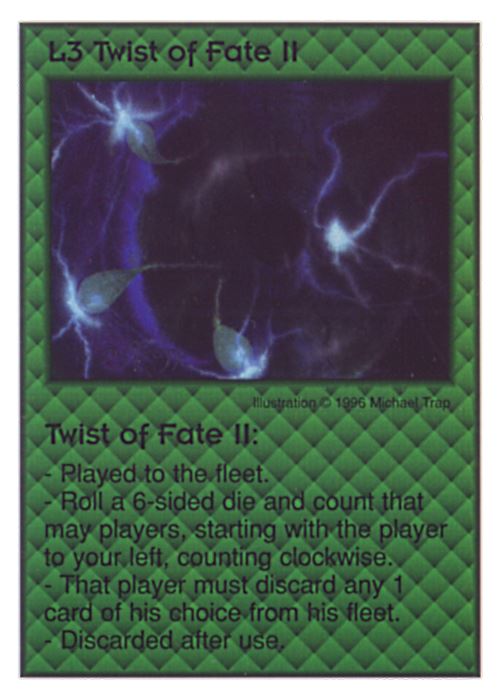 L3 Twist of Fate II
Illustration © 1996 Michael Trap
Twist of Fate II:
- Played to the fleet.
- Roll a 6-sided die and count that
may players, starting with the player
to your left, counting clockwise.
- That player must discard any 1
card of his choice from his fleet.
- Discarded after use.